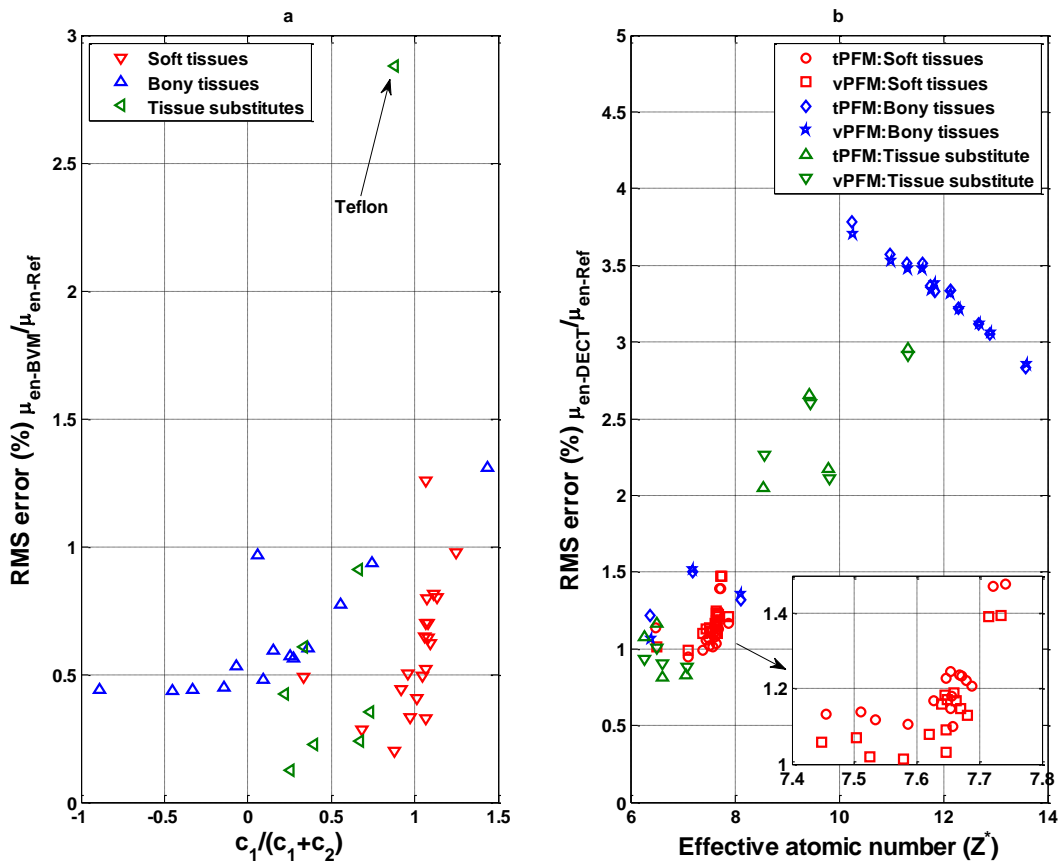 a
3
2.5
2
1.5
1
0.5
0
-1
-0.5
0
0.5
1
1.5
RMS error (%) μen-BVM/μen-Ref
c1/(c1+c2)
Soft tissues
Bony tissues
Tissue substitutes
Teflon
b
5
4.5
4
3.5
3
2.5
2
1.5
1
0.5
0
6
8
10
12
14
RMS error (%) μen-DECT/μen-Ref
Effective atomic number (Z*)
tPFM:Soft tissues
vPFM:Soft tissues
tPFM:Bony tissues
vPFM:Bony tissues
tPFM:Tissue substitute
vPFM:Tissue substitute
1.4
1.2
1
7.4
7.5
7.6
7.7
7.8